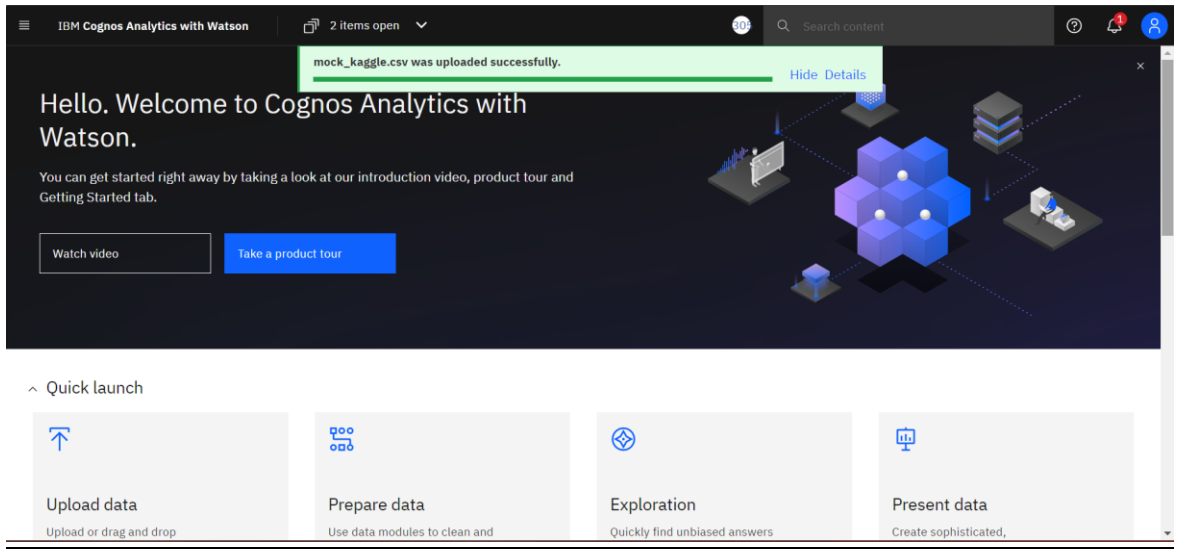 IBM Cognos Analytics with Watson
2 items open
305
Search content
1
mock_kaggle.csv was uploaded successfully.
Hide Details
Hello. Welcome to Cognos Analytics with
Watson.
You can get started right away by taking a look at our introduction video, product tour and
Getting Started tab.
Watch video
Take a product tour
Quick launch
Upload data
Upload or drag and drop
Prepare data
Use data modules to clean and
Exploration
Quickly find unbiased answers
Present data
Create sophisticated,